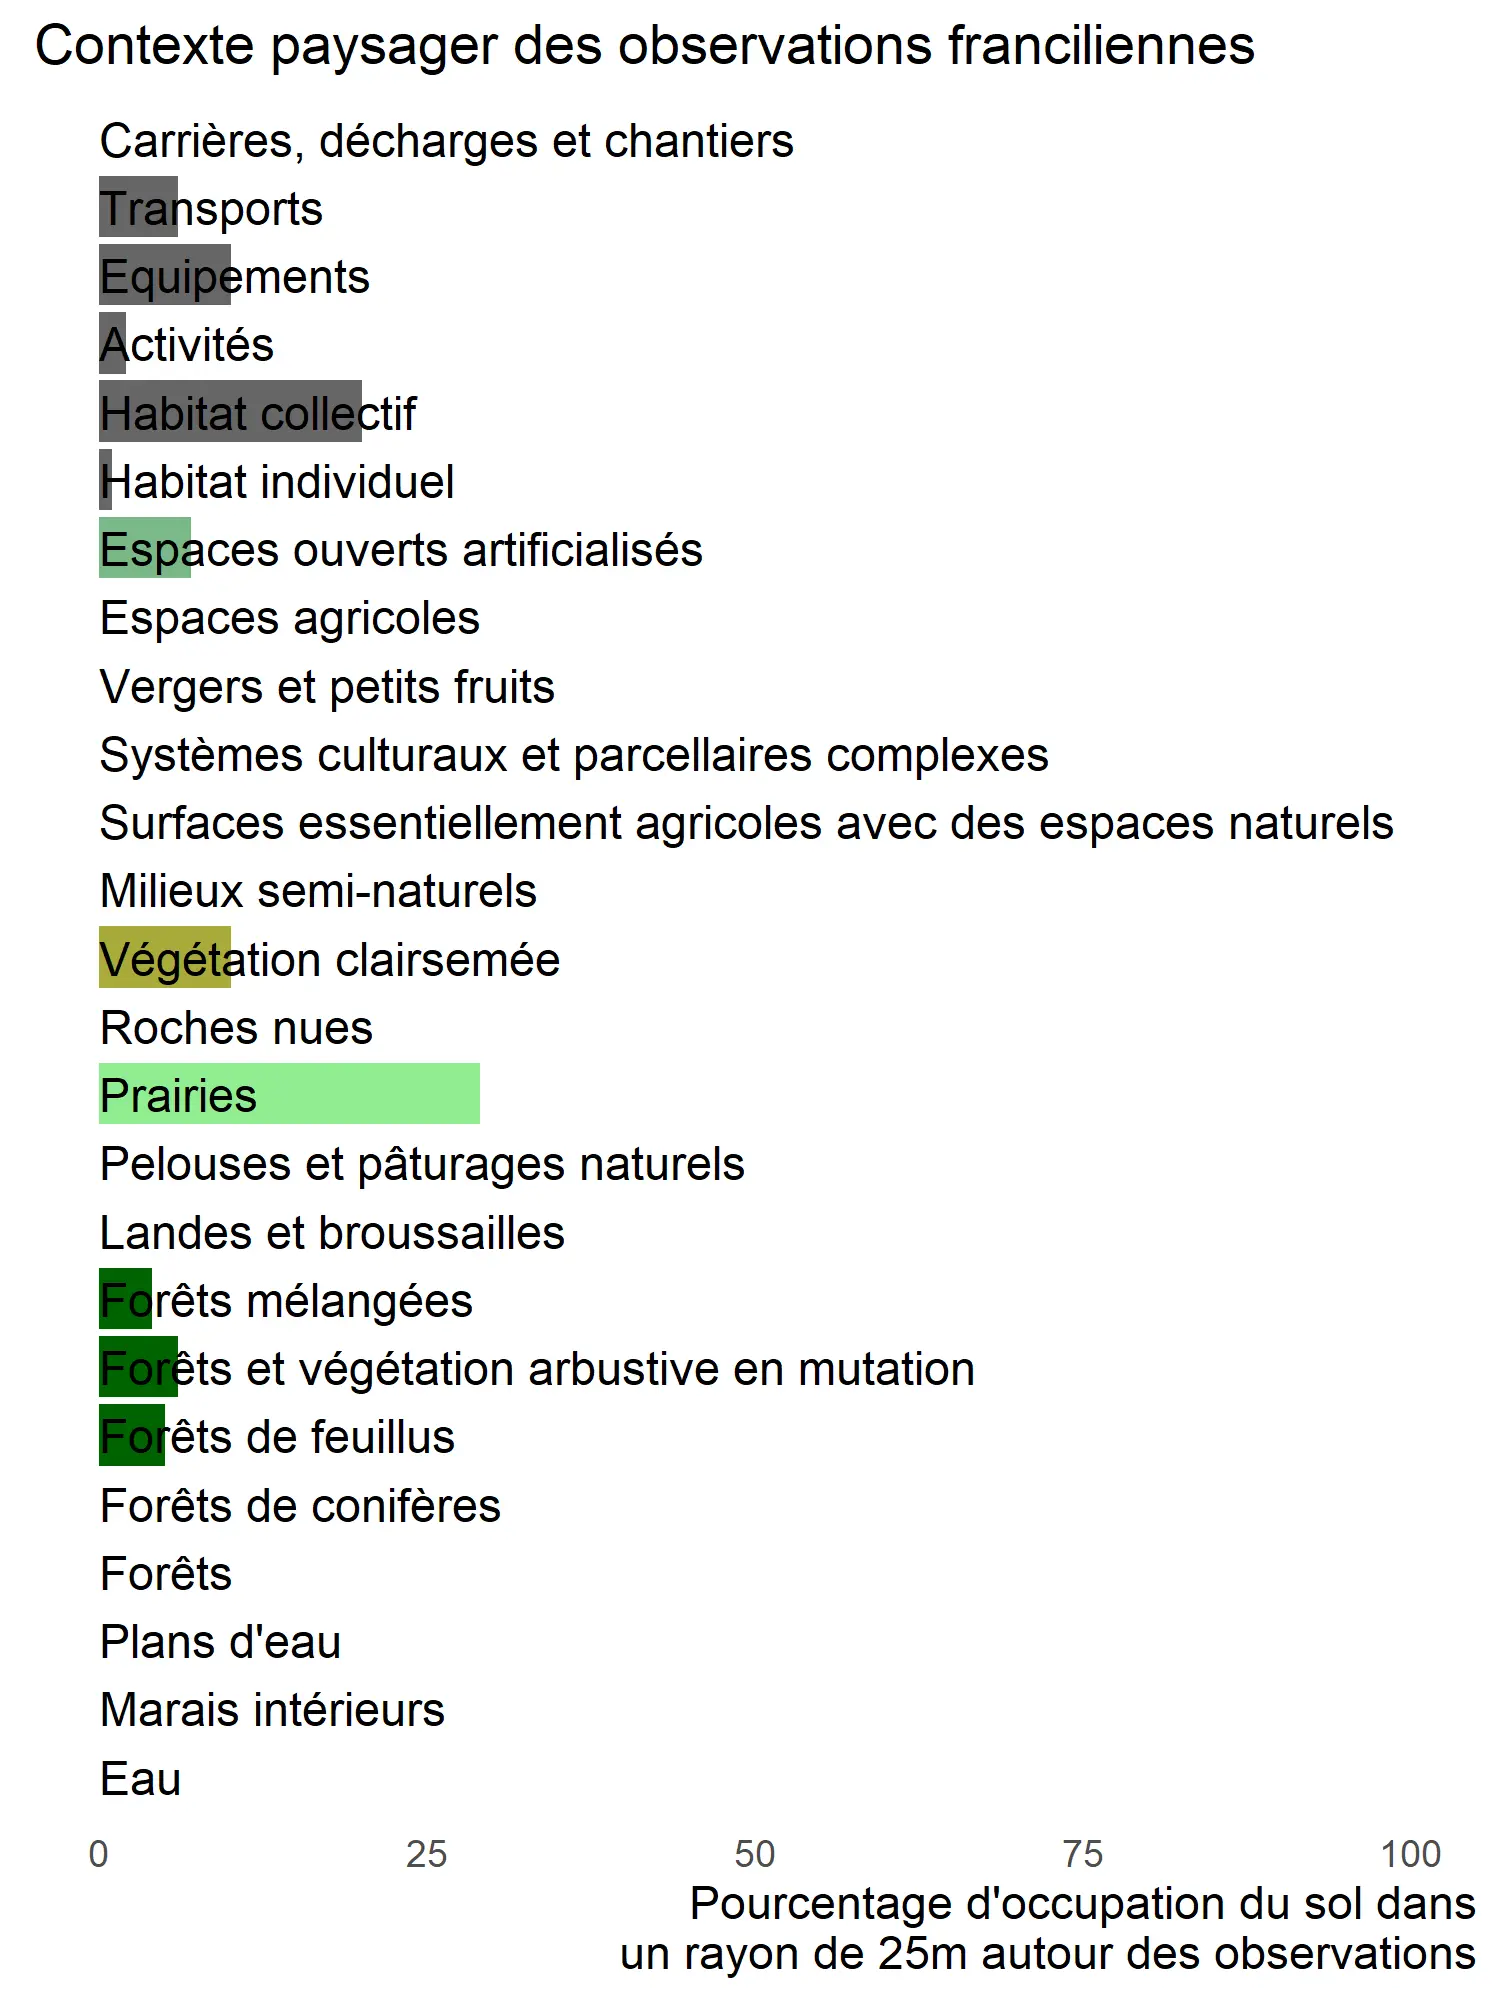 Contexte paysager des observations franciliennes
Carrières, décharges et chantiers
Transports
Equipements
Activités
Habitat collectif
Habitat individuel
Espaces ouverts artificialisés
Espaces agricoles
Vergers et petits fruits
Systèmes culturaux et parcellaires complexes
Surfaces essentiellement agricoles avec des espaces naturels
Milieux semi-naturels
Végétation clairsemée
Roches nues
Prairies
Pelouses et pâturages naturels
Landes et broussailles
Forêts mélangées
Forêts et végétation arbustive en mutation
Forêts de feuillus
Forêts de conifères
Forêts
Plans d'eau
Marais intérieurs
Eau
0 25 50 75 100
Pourcentage d'occupation du sol dans
un rayon de 25m autour des observations